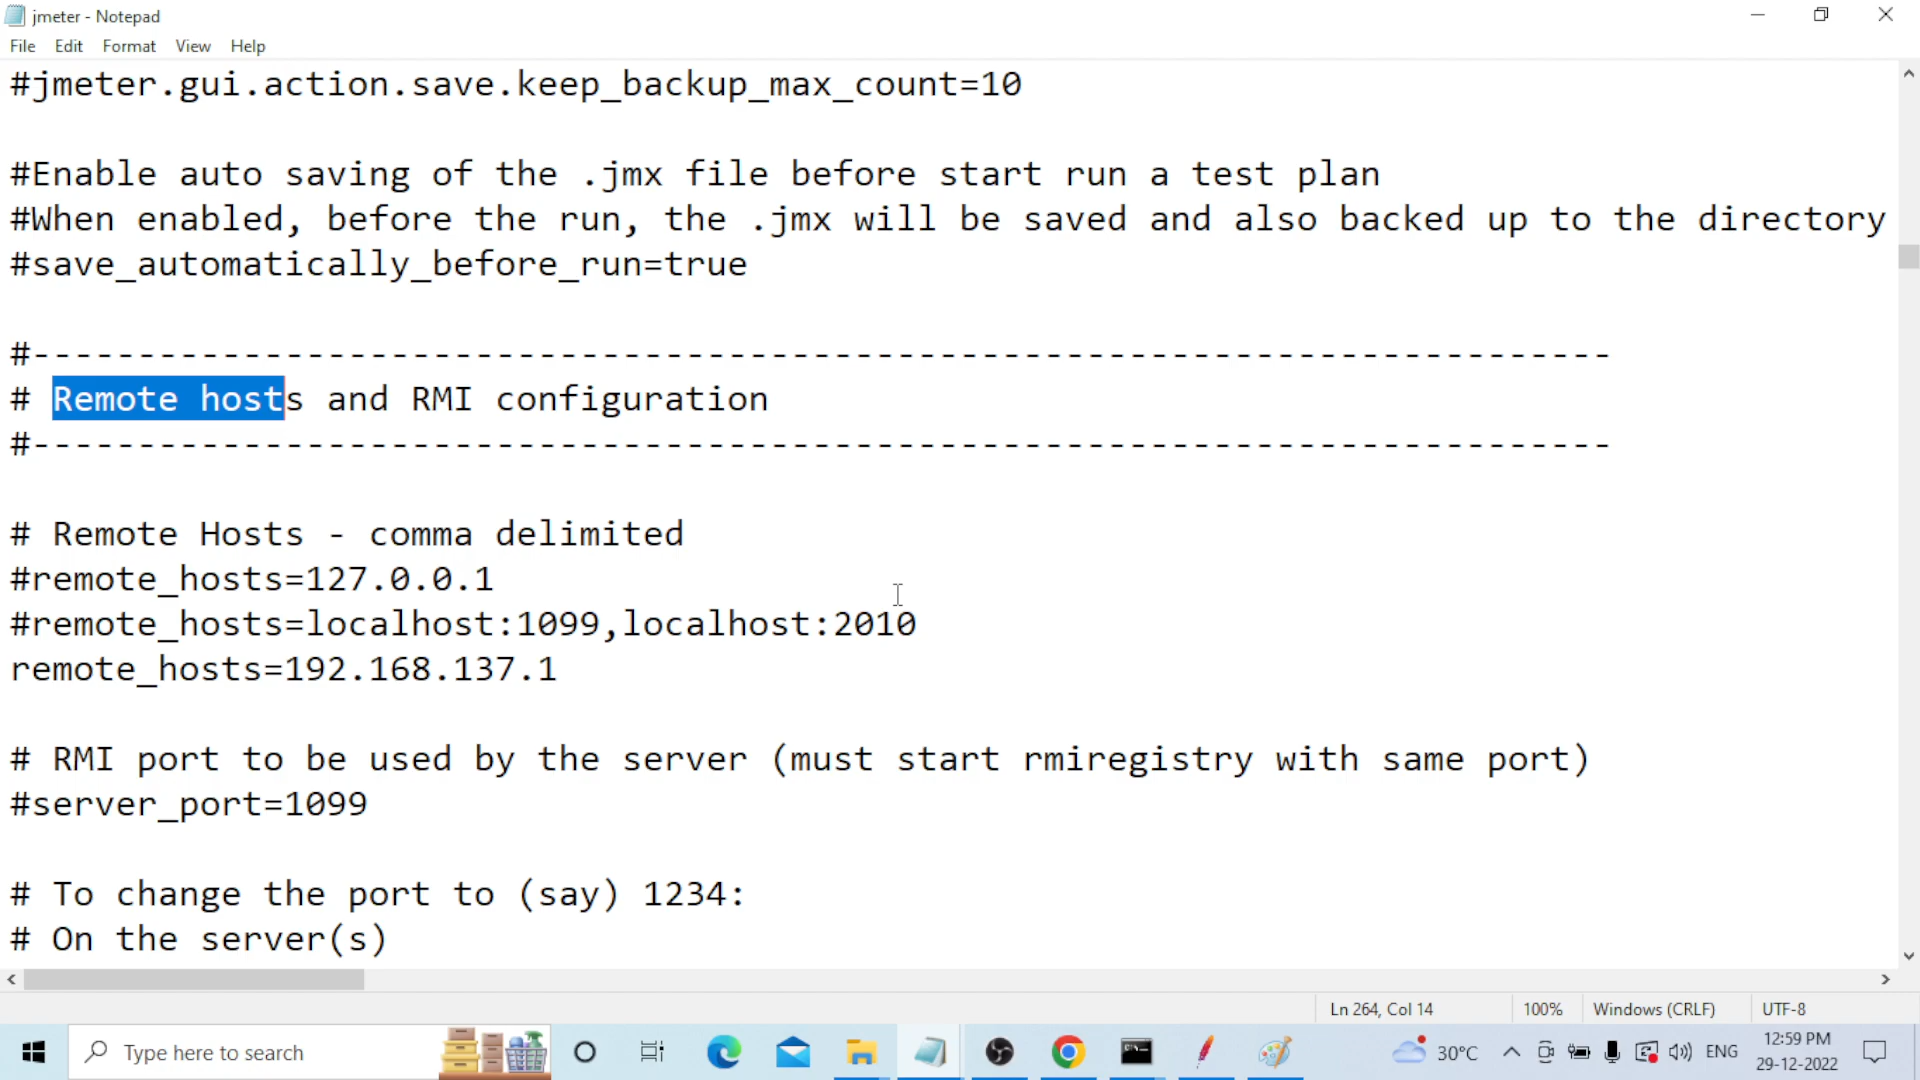 jmeter - Notepad
File Edit Format View Help
#jmeter.gui.action.save.keep_backup_max_count=10
#Enable auto saving of the .jmx file before start run a test plan
#When enabled, before the run, the .jmx will be saved and also backed up to the directory
#save_automatically_before_run=true
#---------------------------------------------------------------------------
# Remote hosts and RMI configuration
#---------------------------------------------------------------------------
# Remote Hosts - comma delimited
#remote_hosts=127.0.0.1
#remote_hosts=localhost:1099,localhost:2010
remote_hosts=192.168.137.1
# RMI port to be used by the server (must start rmiregistry with same port)
#server_port=1099
# To change the port to (say) 1234:
# On the server(s)
Ln 264, Col 14 100% Windows (CRLF) UTF-8
Type here to search 30°C ENG 12:59 PM
29-12-2022